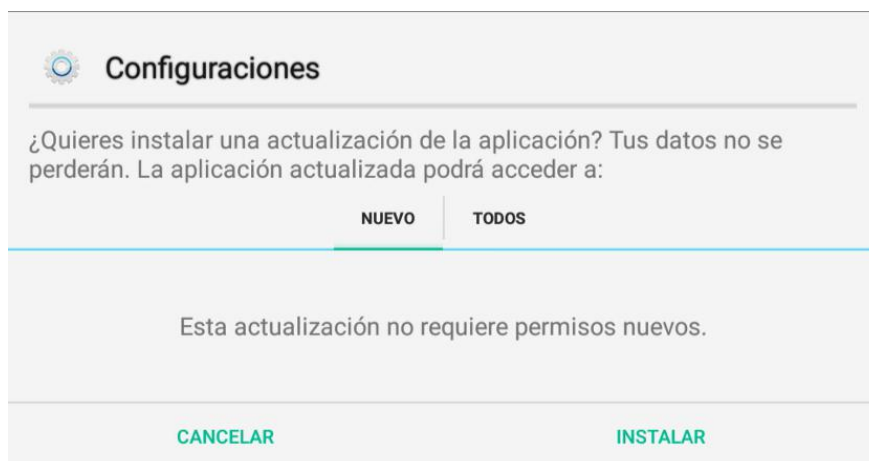 Configuraciones
¿Quieres instalar una actualización de la aplicación? Tus datos no se
perderán. La aplicación actualizada podrá acceder a:
NUEVO TODOS
Esta actualización no requiere permisos nuevos.
CANCELAR INSTALAR